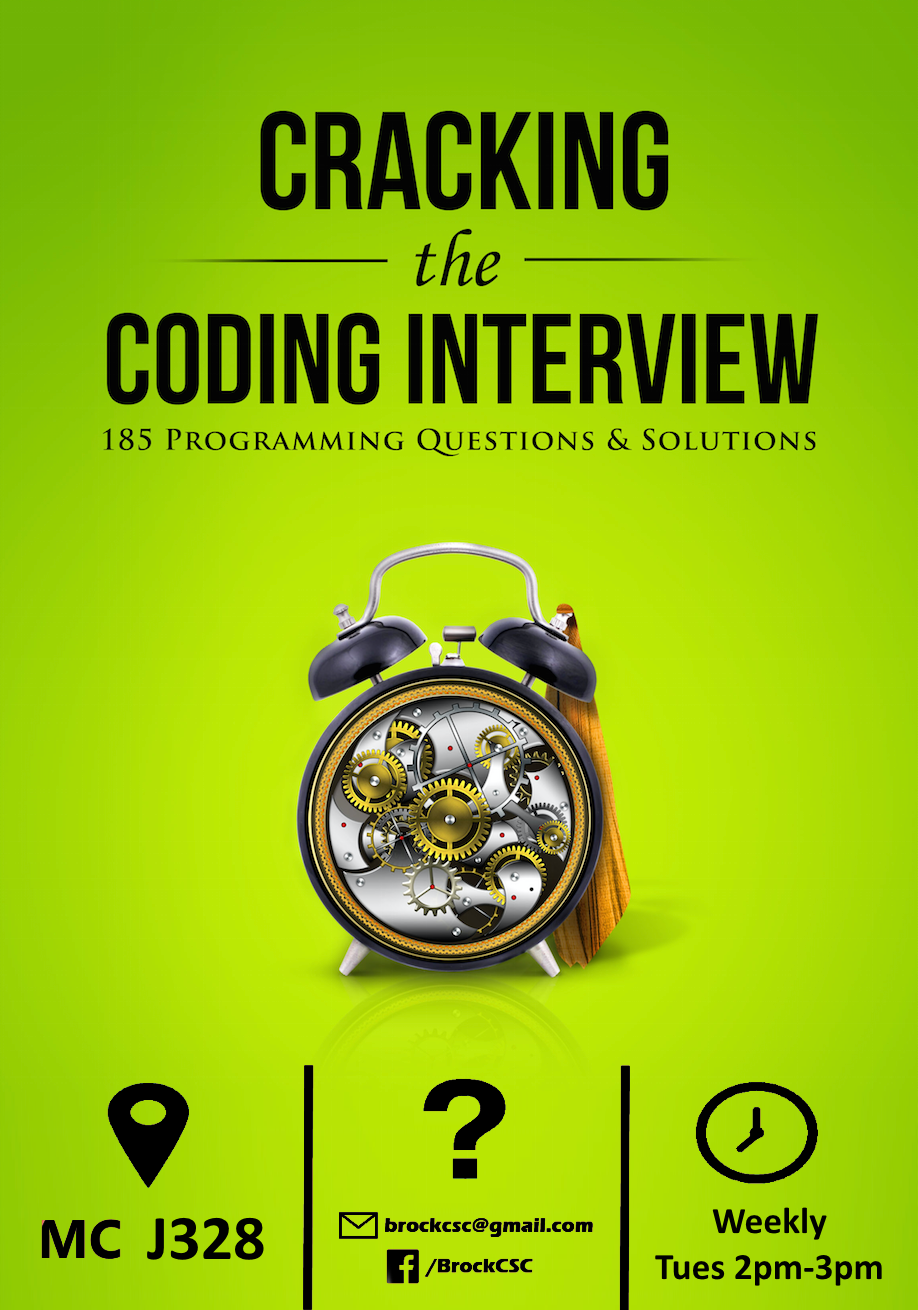 CRACKING
the
CODING INTERVIEW
185 PROGRAMMING QUESTIONS & SOLUTIONS
MC J328
?
brockcsc@gmail.com
/BrockCSC
Weekly
Tues 2pm-3pm